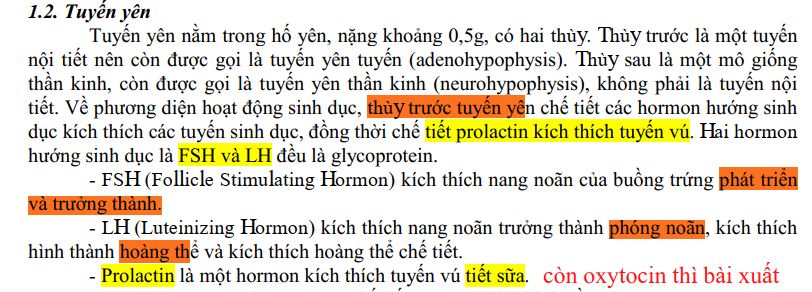 1.2. Tuyến yên
Tuyến yên nằm trong hố yên, nặng khoảng 0,5g, có hai thùy. Thùy trước là một tuyến
nội tiết nên còn được gọi là tuyến yên tuyến (adenohypophysis). Thùy sau là một mô giống
thần kinh, còn được gọi là tuyến yên thần kinh (neurohypophysis), không phải là tuyến nội
tiết. Về phương diện hoạt động sinh dục, thùy trước tuyến yên chế tiết các hormon hướng sinh
dục kích thích các tuyến sinh dục, đồng thời chế tiết prolactin kích thích tuyến vú. Hai hormon
hướng sinh dục là FSH và LH đều là glycoprotein.
- FSH (Follicle Stimulating Hormon) kích thích nang noãn của buồng trứng phát triển
và trưởng thành.
- LH (Luteinizing Hormon) kích thích nang noãn trưởng thành phóng noãn, kích thích
hình thành hoàng thể và kích thích hoàng thể chế tiết.
- Prolactin là một hormon kích thích tuyến vú tiết sữa. còn oxytocin thì bài xuất